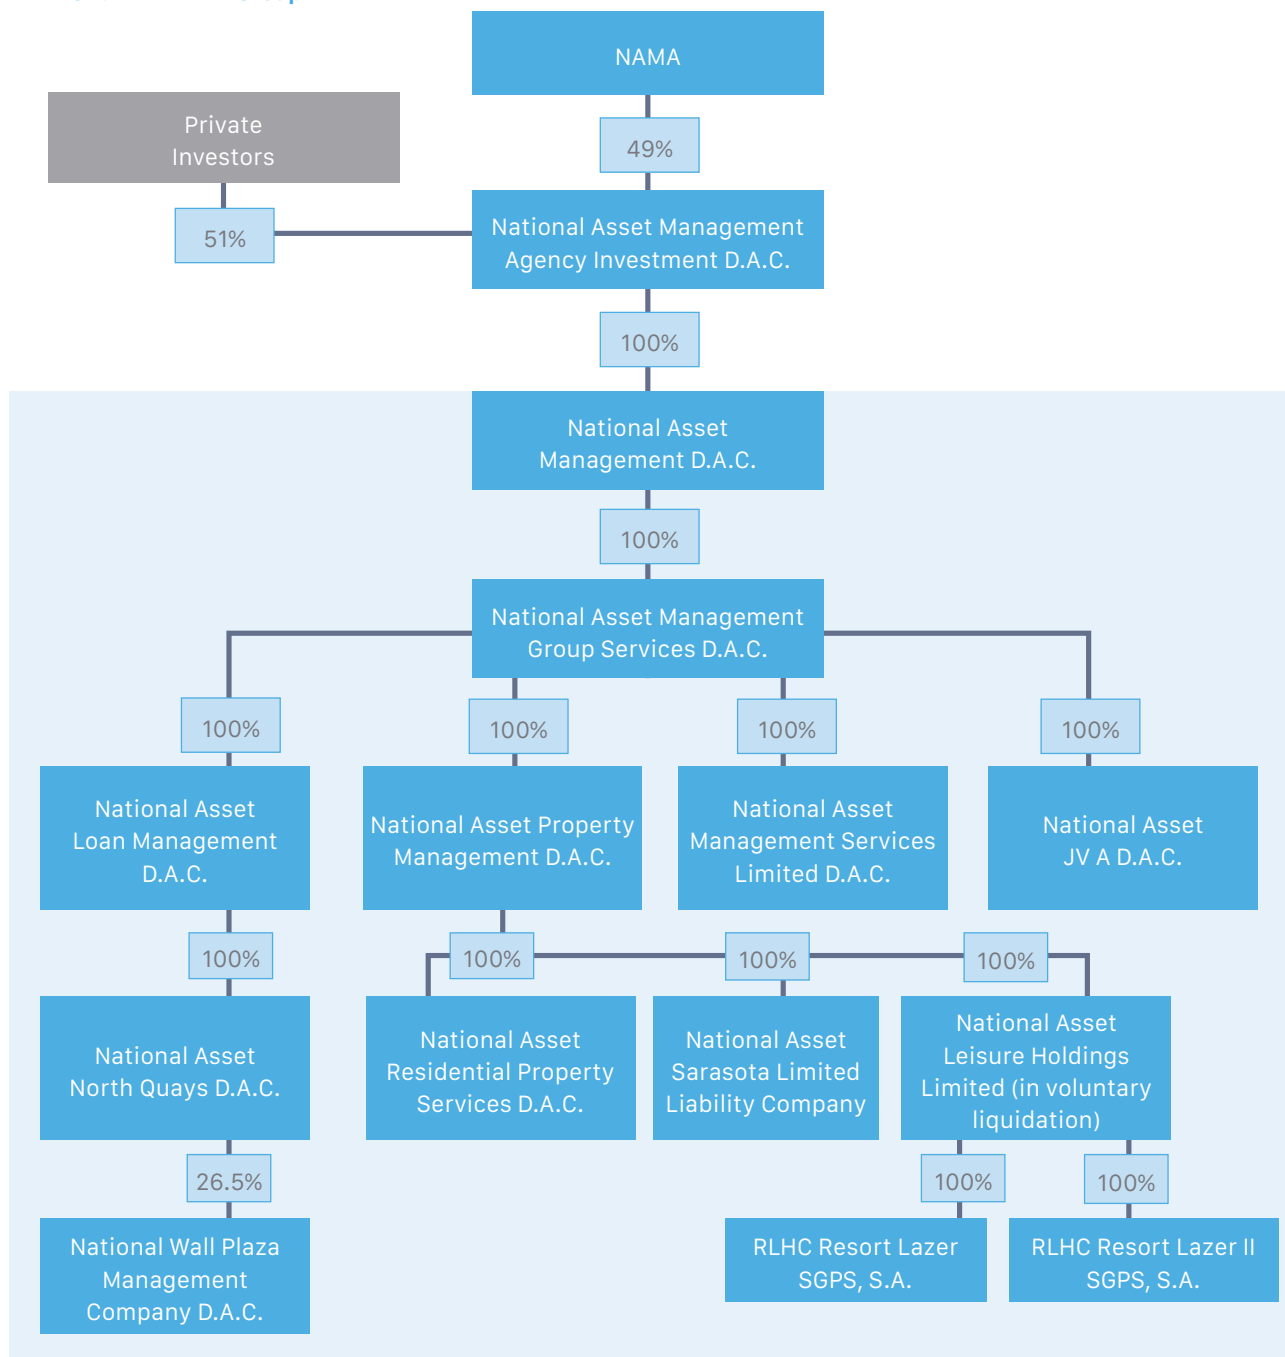 NAMA
Private
Investors
49%
51%
National Asset Management
Agency Investment D.A.C.
100%
National Asset
Management D.A.C.
100%
National Asset Management
Group Services D.A.C.
100%
100%
100%
100%
National Asset
Loan Management
D.A.C.
National Asset Property
Management D.A.C.
National Asset
Management Services
Limited D.A.C.
National Asset
JV A D.A.C.
100%
100%
100%
100%
National Asset
North Quays D.A.C.
National Asset
Residential Property
Services D.A.C.
National Asset
Sarasota Limited
Liability Company
National Asset
Leisure Holdings
Limited (in voluntary
liquidation)
26.5%
100%
100%
National Wall Plaza
Management
Company D.A.C.
RLHC Resort Lazer
SGPS, S.A.
RLHC Resort Lazer II
SGPS, S.A.